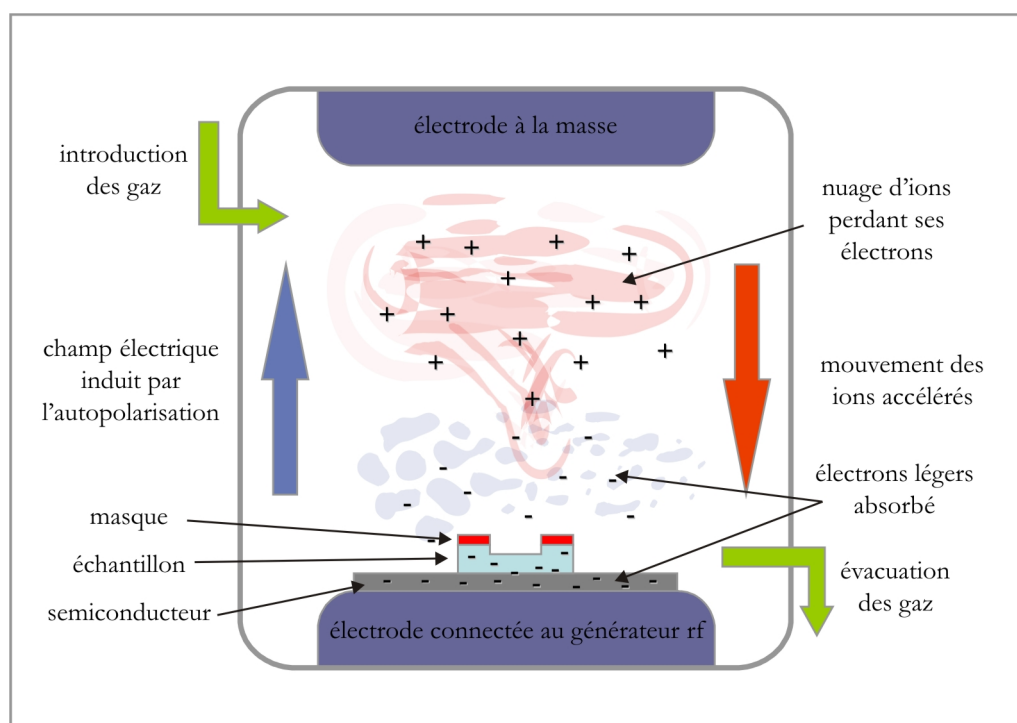 électrode à la masse
introduction
des gaz
nuage d'ions
perdant ses
électrons
champ électrique
induit par
l'autopolarisation
mouvement des
ions accélérés
électrons légers
absorbé
masque
échantillon
semiconducteur
évacuation
des gaz
électrode connectée au générateur rf